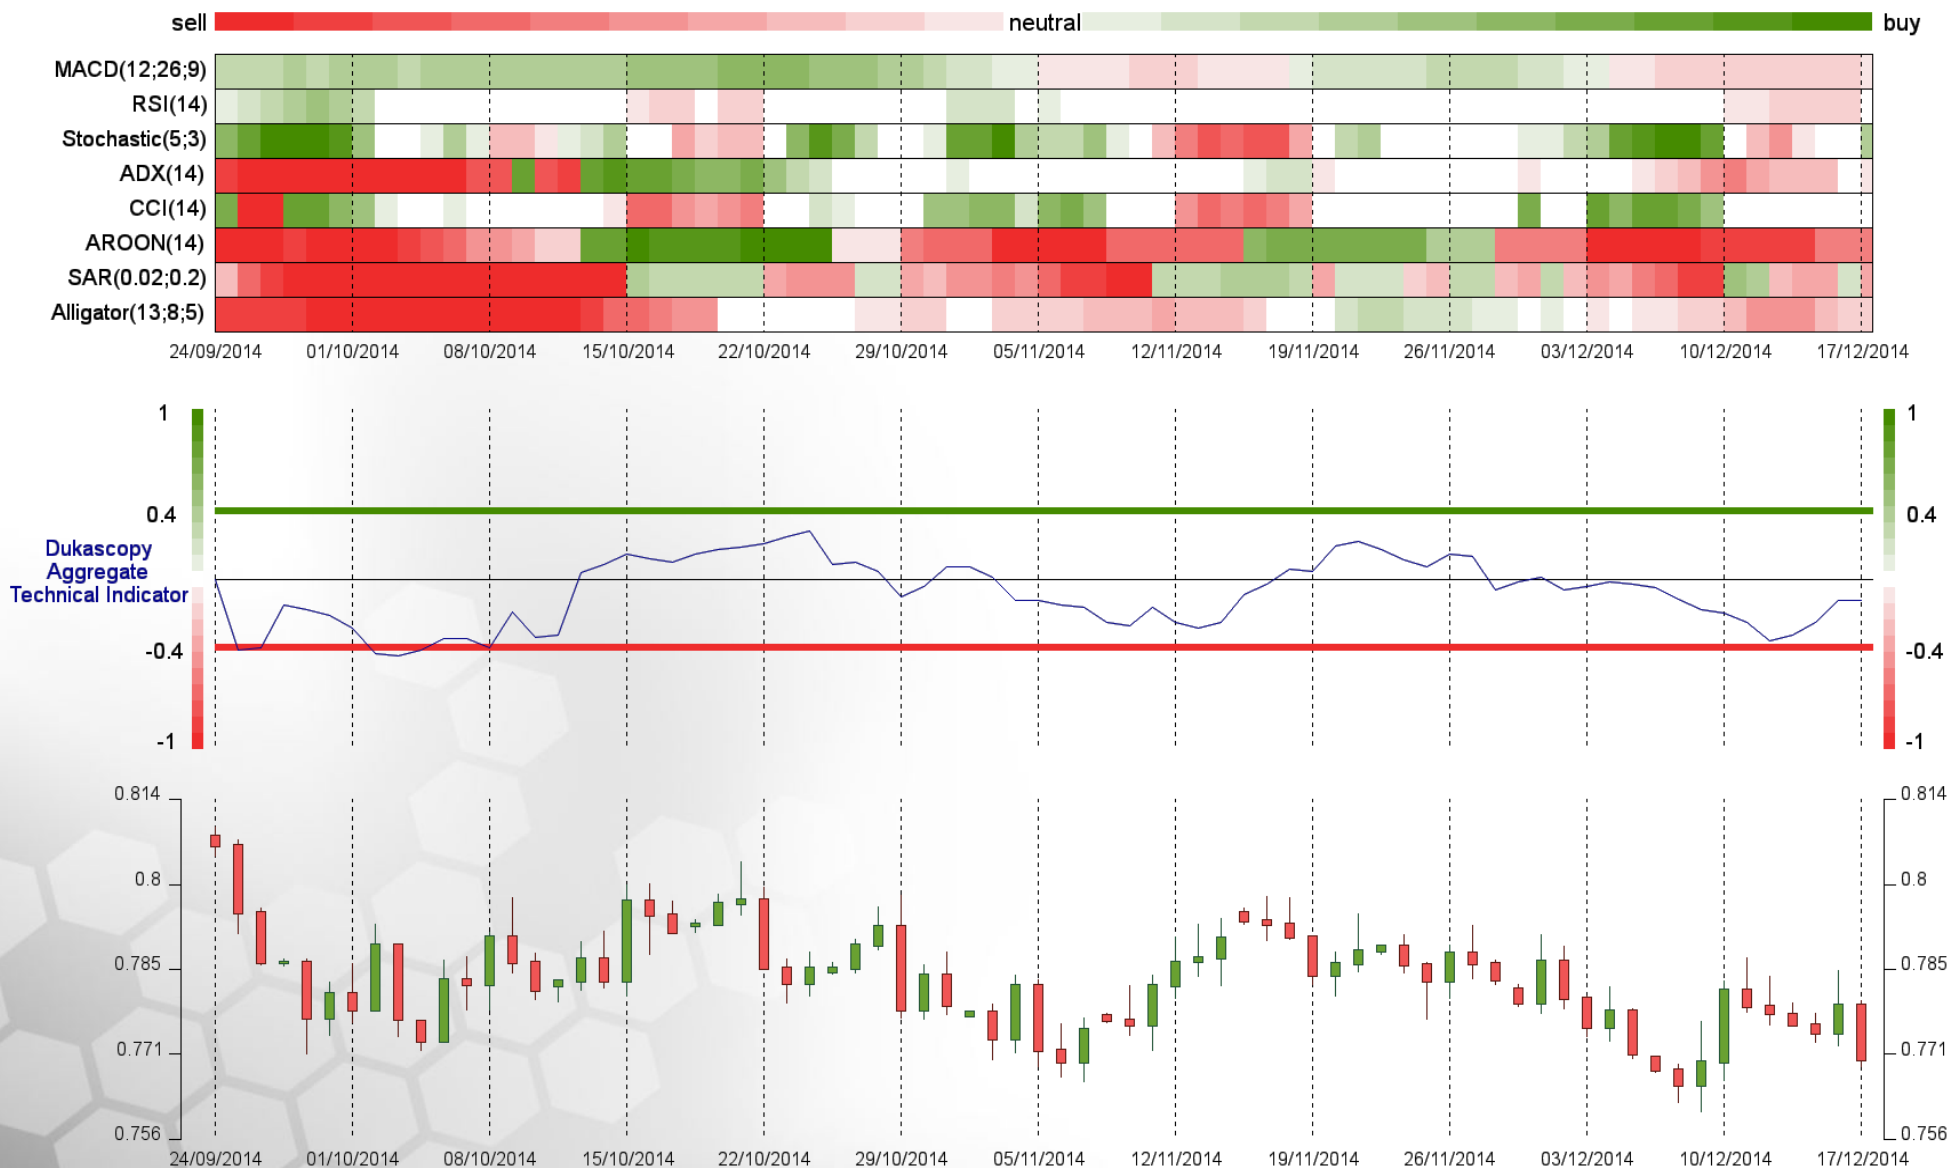 sell neutral buy
MACD(12;26;9)
RSI(14)
Stochastic(5;3)
ADX(14)
CCI(14)
AROON(14)
SAR(0.02;0.2)
Alligator(13;8;5)
24/09/2014 01/10/2014 08/10/2014 15/10/2014 22/10/2014 29/10/2014 05/11/2014 12/11/2014 19/11/2014 26/11/2014 03/12/2014 10/12/2014 17/12/2014
1 1
0.4 0.4
Dukascopy
Aggregate
Technical Indicator
-0.4 -0.4
-1 -1
0.814 0.814
0.8 0.8
0.785 0.785
0.771 0.771
0.756 0.756
24/09/2014 01/10/2014 08/10/2014 15/10/2014 22/10/2014 29/10/2014 05/11/2014 12/11/2014 19/11/2014 26/11/2014 03/12/2014 10/12/2014 17/12/2014